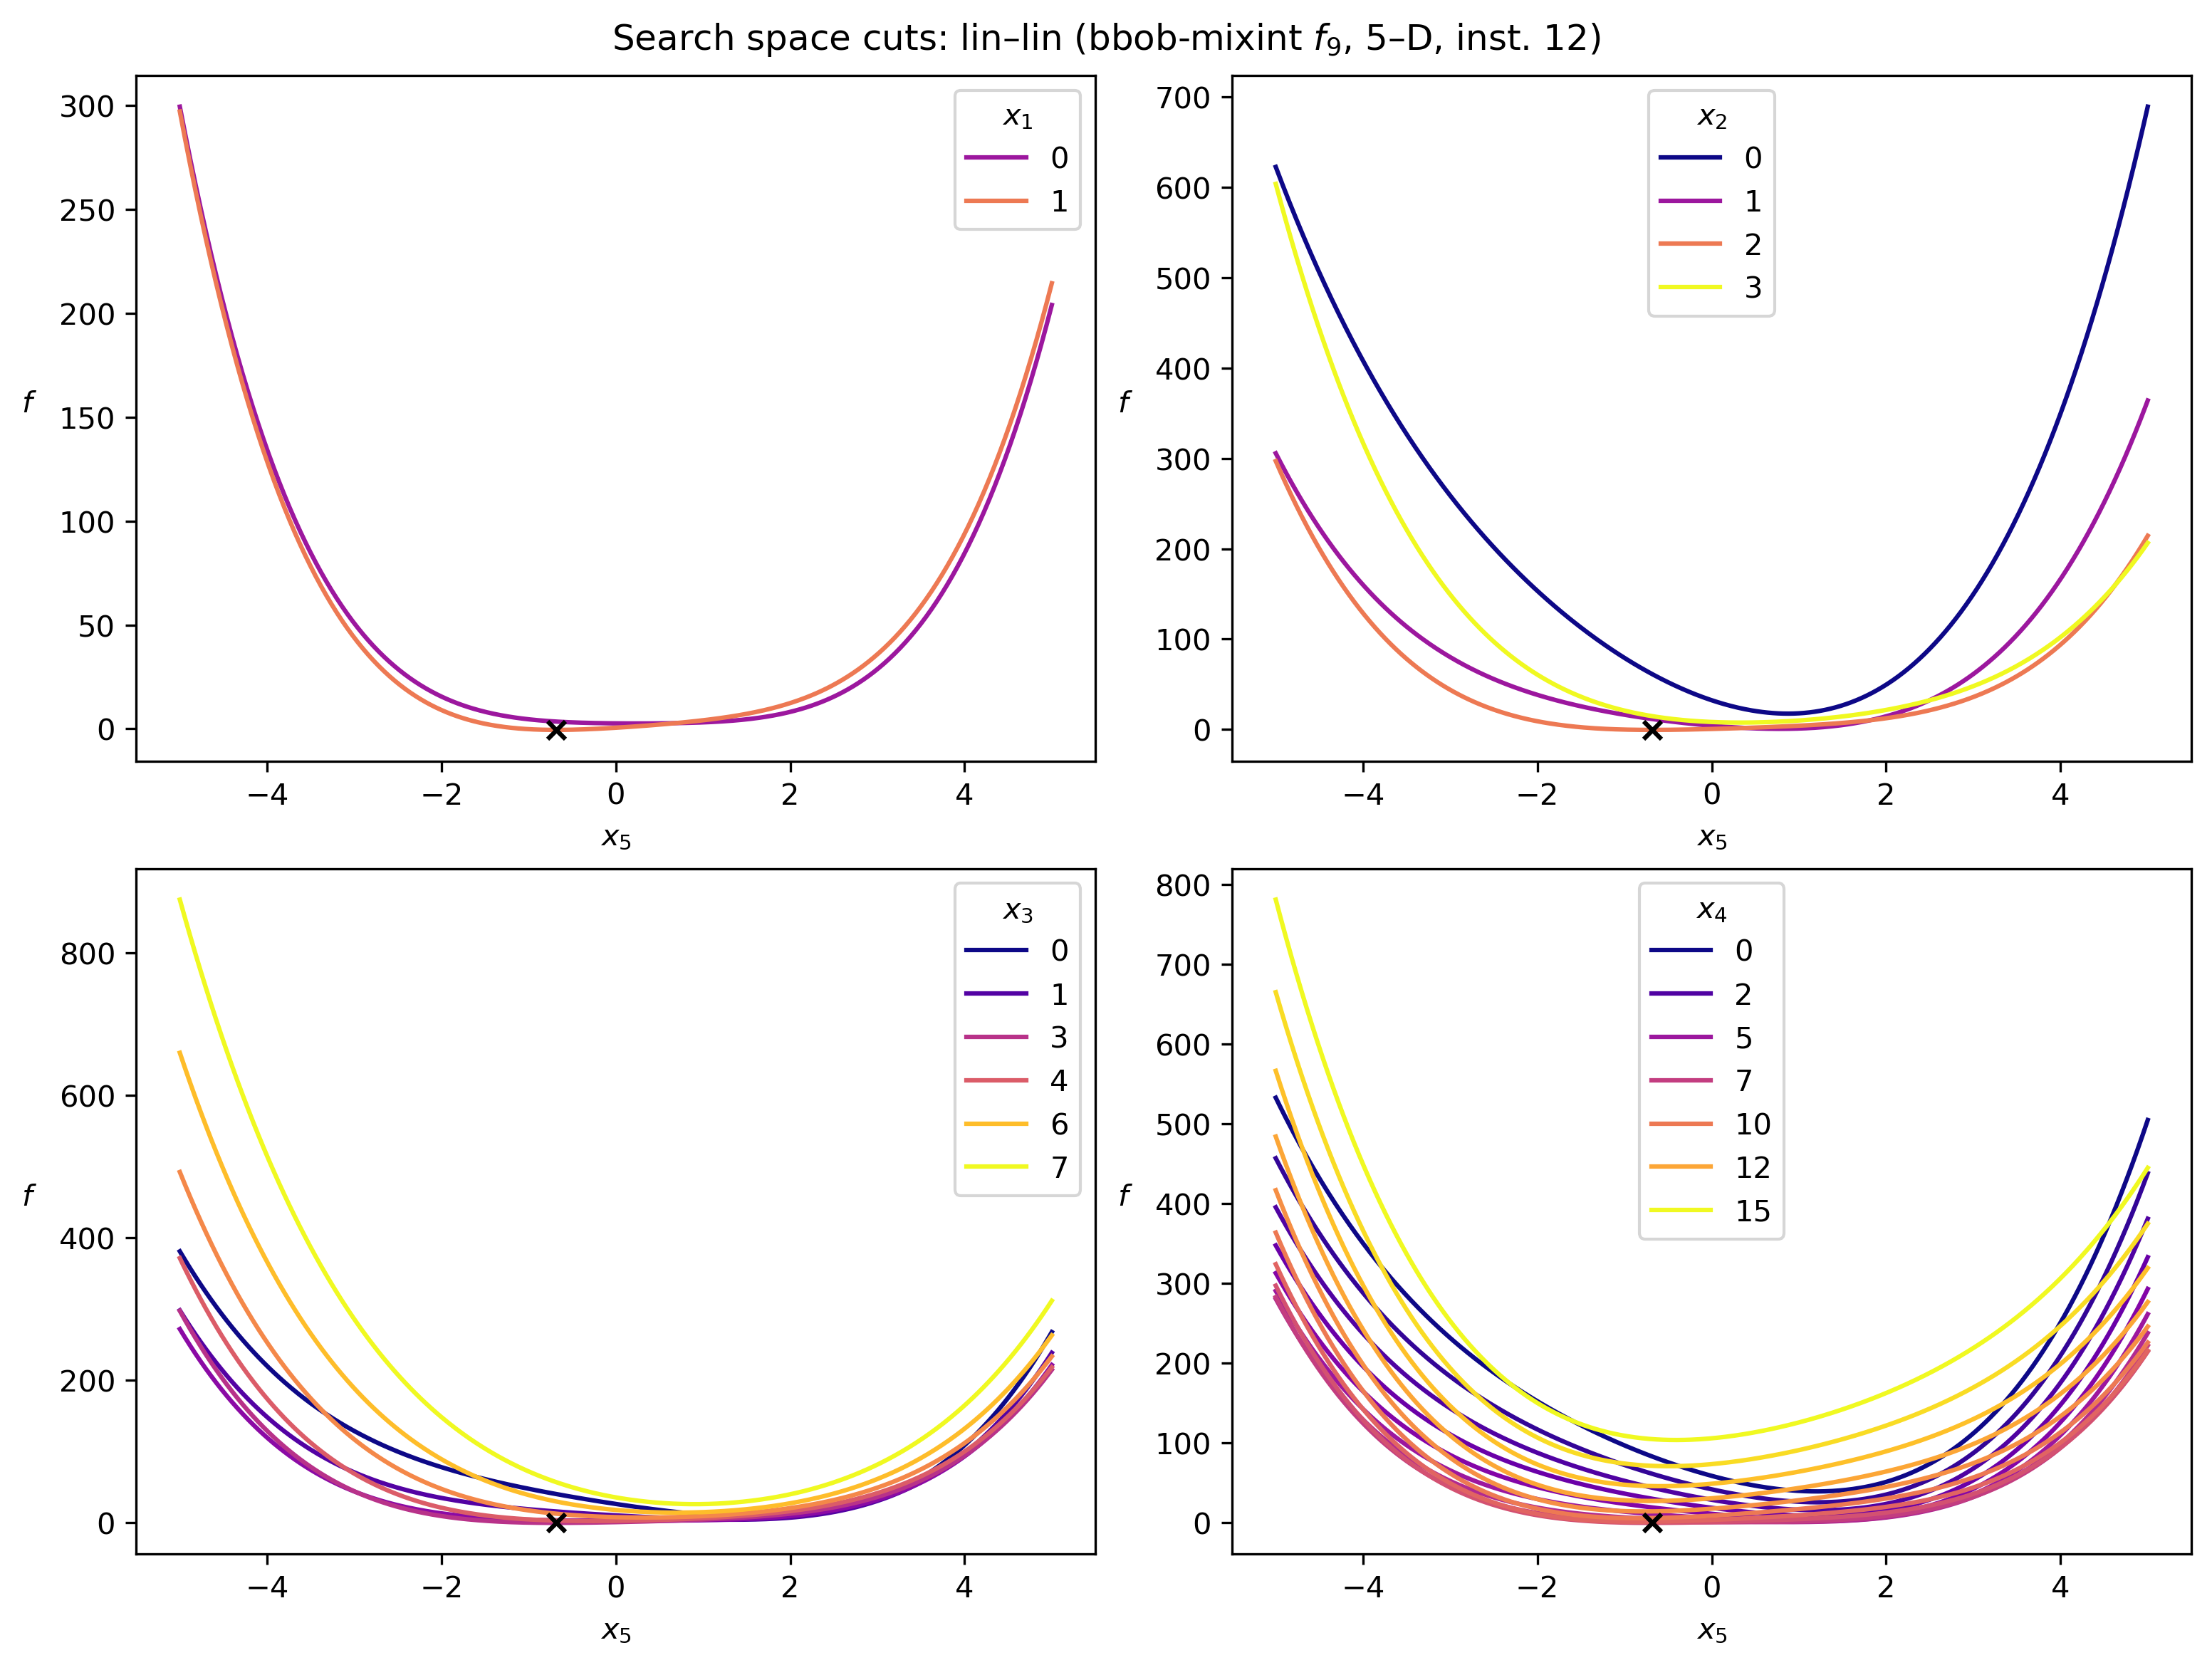 Search space cuts: lin–lin (bbob-mixint f₉, 5–D, inst. 12)
300
250
200
150
100
50
0
f
−4 −2 0 2 4
x₅
x₁
0
1
700
600
500
400
300
200
100
0
f
−4 −2 0 2 4
x₅
x₂
0
1
2
3
800
600
400
200
0
f
−4 −2 0 2 4
x₅
x₃
0
1
3
4
6
7
800
700
600
500
400
300
200
100
0
f
−4 −2 0 2 4
x₅
x₄
0
2
5
7
10
12
15